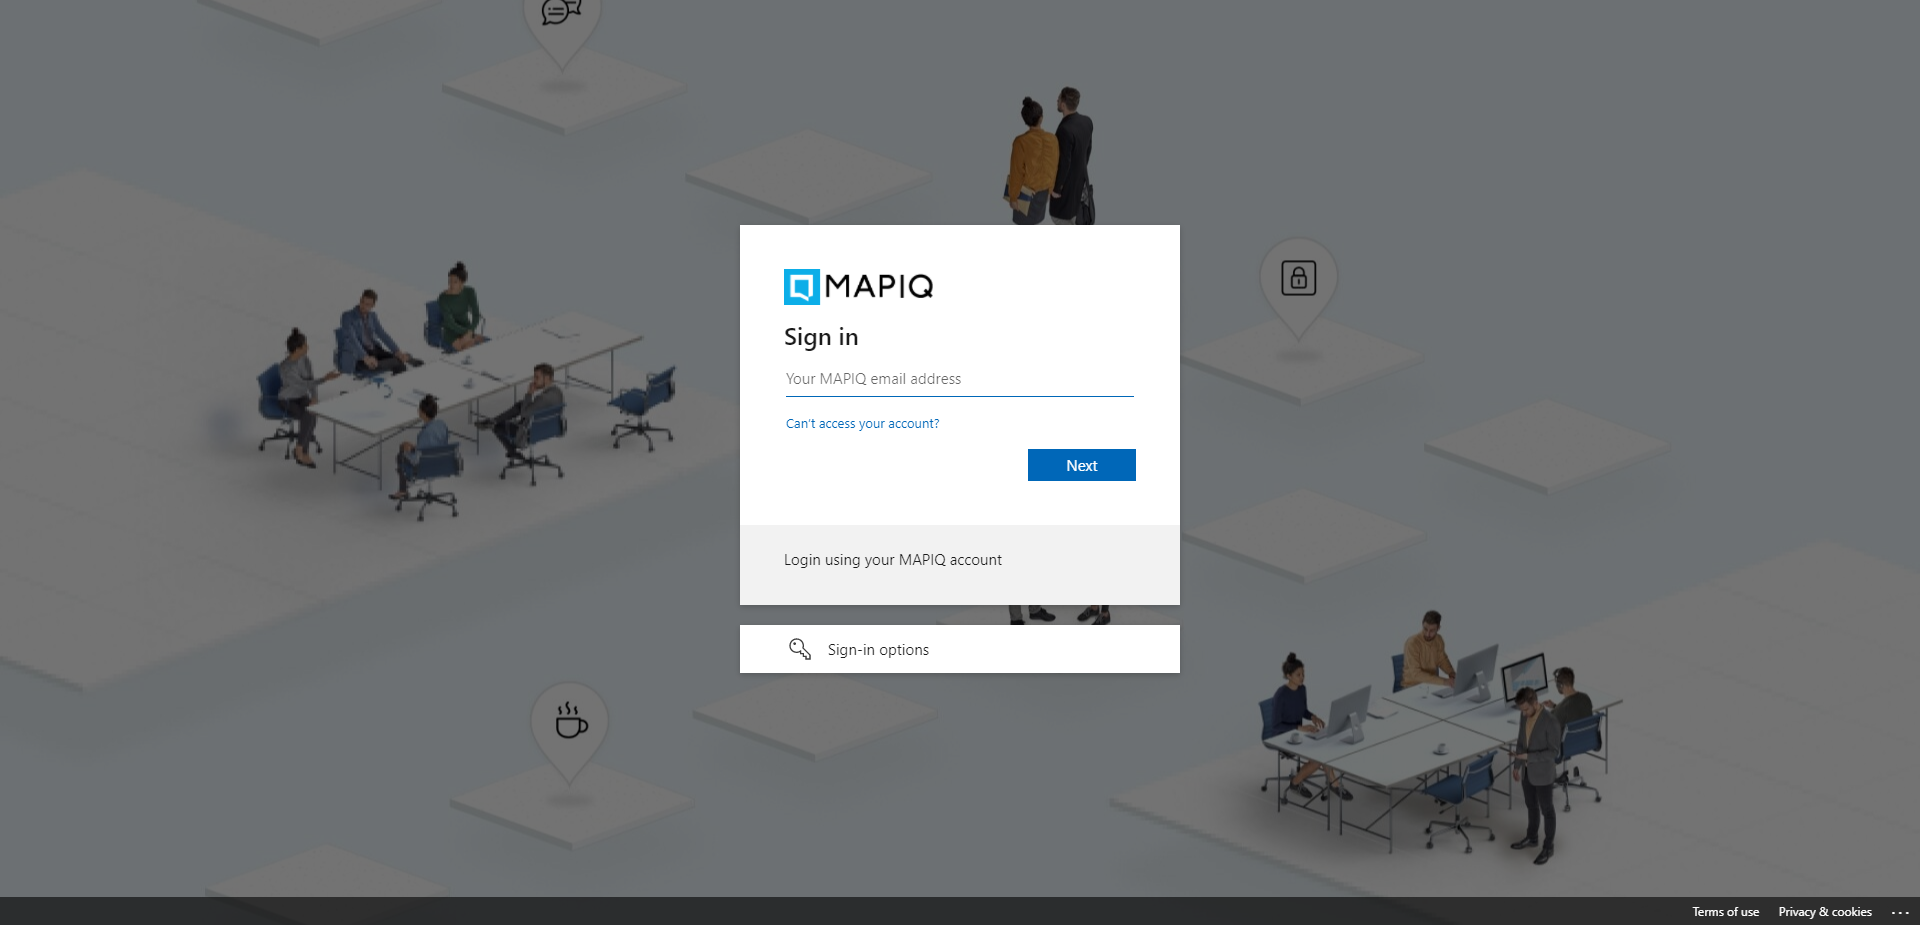 MAPIQ
Sign in
Your MAPIQ email address
Can't access your account?
Next
Login using your MAPIQ account
Sign-in options
Terms of use
Privacy & cookies
...